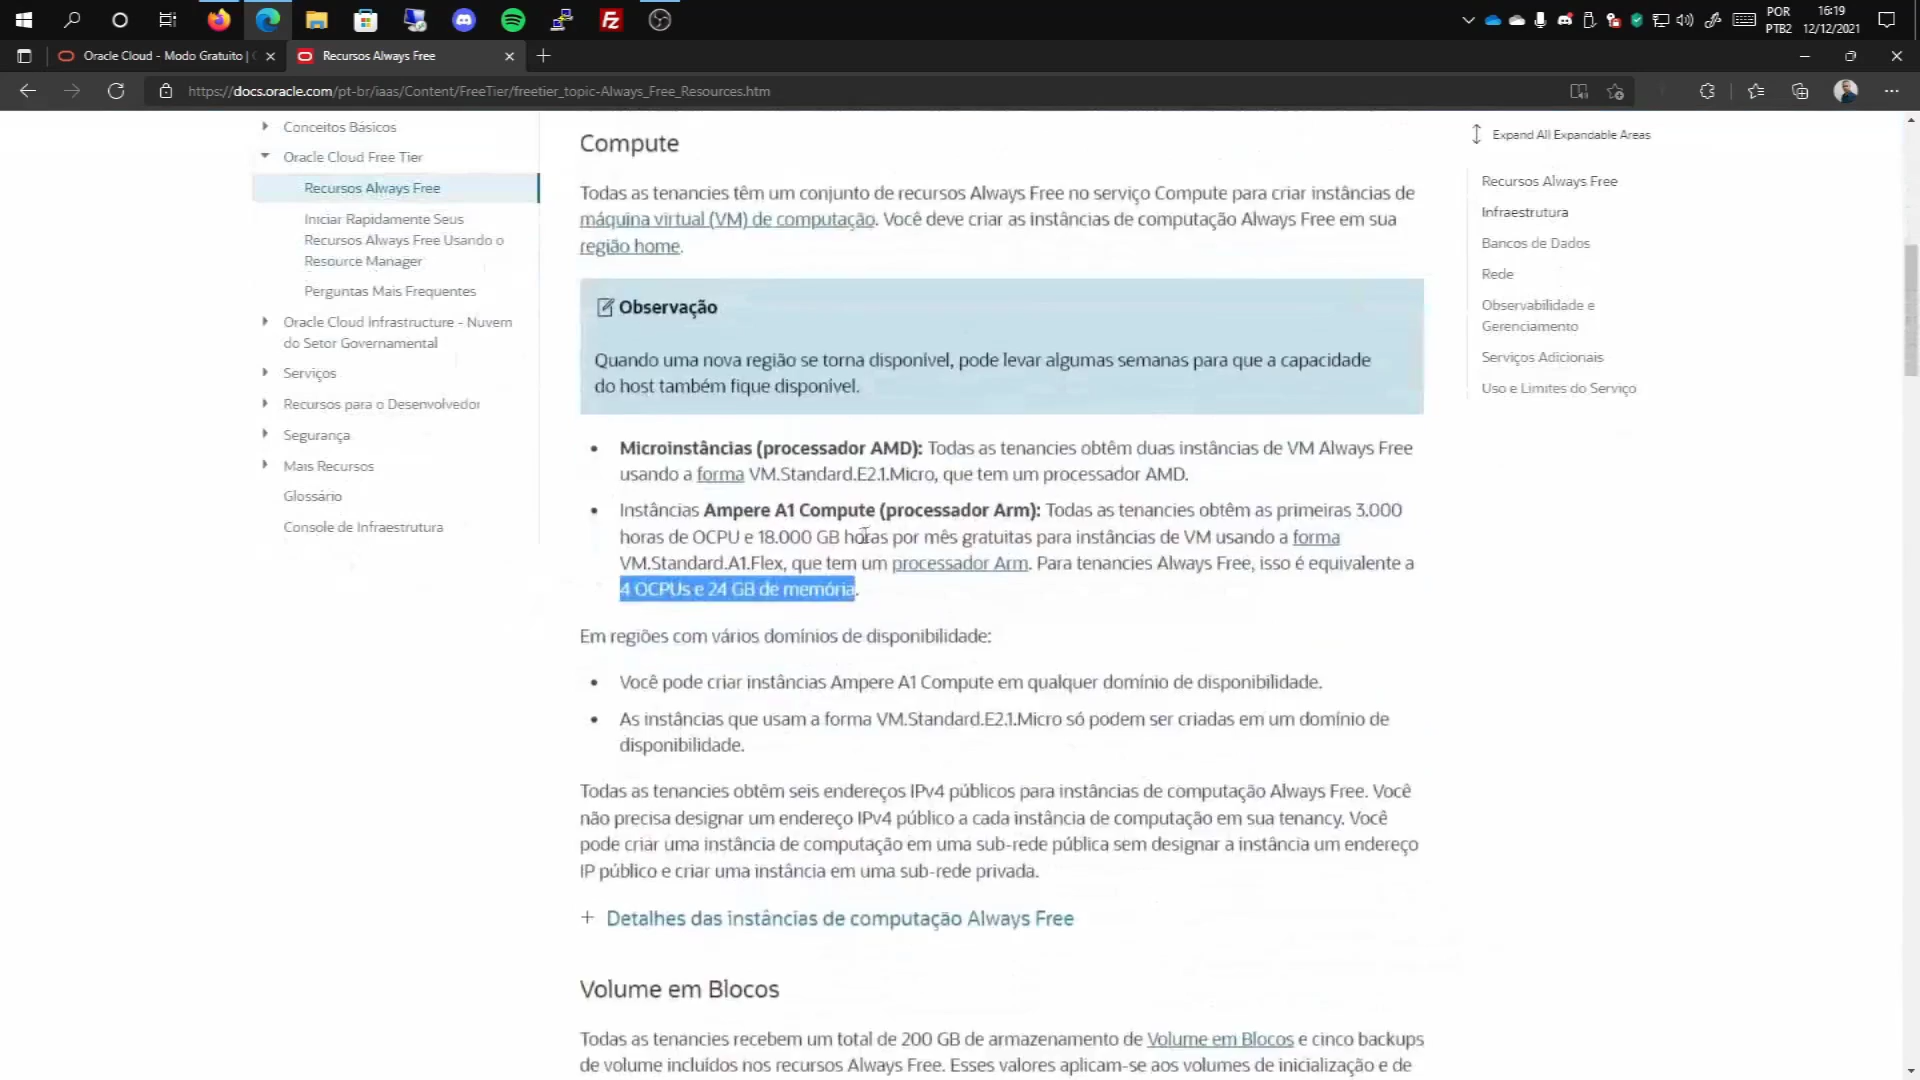 POR
PTB2
16:19
12/12/2021
Oracle Cloud - Modo Gratuito |
Recursos Always Free
https://docs.oracle.com/pt-br/iaas/Content/FreeTier/freetier_topic-Always_Free_Resources.htm
Conceitos Básicos
Oracle Cloud Free Tier
Recursos Always Free
Iniciar Rapidamente Seus
Recursos Always Free Usando o
Resource Manager
Perguntas Mais Frequentes
Oracle Cloud Infrastructure - Nuvem
do Setor Governamental
Serviços
Recursos para o Desenvolvedor
Segurança
Mais Recursos
Glossário
Console de Infraestrutura
Compute
Todas as tenancies têm um conjunto de recursos Always Free no serviço Compute para criar instâncias de
máquina virtual (VM) de computação. Você deve criar as instâncias de computação Always Free em sua
região home.
Observação
Quando uma nova região se torna disponível, pode levar algumas semanas para que a capacidade
do host também fique disponível.
• Microinstâncias (processador AMD): Todas as tenancies obtêm duas instâncias de VM Always Free
usando a forma VM.Standard.E2.1.Micro, que tem um processador AMD.
• Instâncias Ampere A1 Compute (processador Arm): Todas as tenancies obtêm as primeiras 3.000
horas de OCPU e 18.000 GB horas por mês gratuitas para instâncias de VM usando a forma
VM.Standard.A1.Flex, que tem um processador Arm. Para tenancies Always Free, isso é equivalente a
4 OCPUs e 24 GB de memória.
Em regiões com vários domínios de disponibilidade:
• Você pode criar instâncias Ampere A1 Compute em qualquer domínio de disponibilidade.
• As instâncias que usam a forma VM.Standard.E2.1.Micro só podem ser criadas em um domínio de
disponibilidade.
Todas as tenancies obtêm seis endereços IPv4 públicos para instâncias de computação Always Free. Você
não precisa designar um endereço IPv4 público a cada instância de computação em sua tenancy. Você
pode criar uma instância de computação em uma sub-rede pública sem designar a instância um endereço
IP público e criar uma instância em uma sub-rede privada.
+ Detalhes das instâncias de computação Always Free
Volume em Blocos
Todas as tenancies recebem um total de 200 GB de armazenamento de Volume em Blocos e cinco backups
de volume incluídos nos recursos Always Free. Esses valores aplicam-se aos volumes de inicialização e de
Expand All Expandable Areas
Recursos Always Free
Infraestrutura
Bancos de Dados
Rede
Observabilidade e
Gerenciamento
Serviços Adicionais
Uso e Limites do Serviço